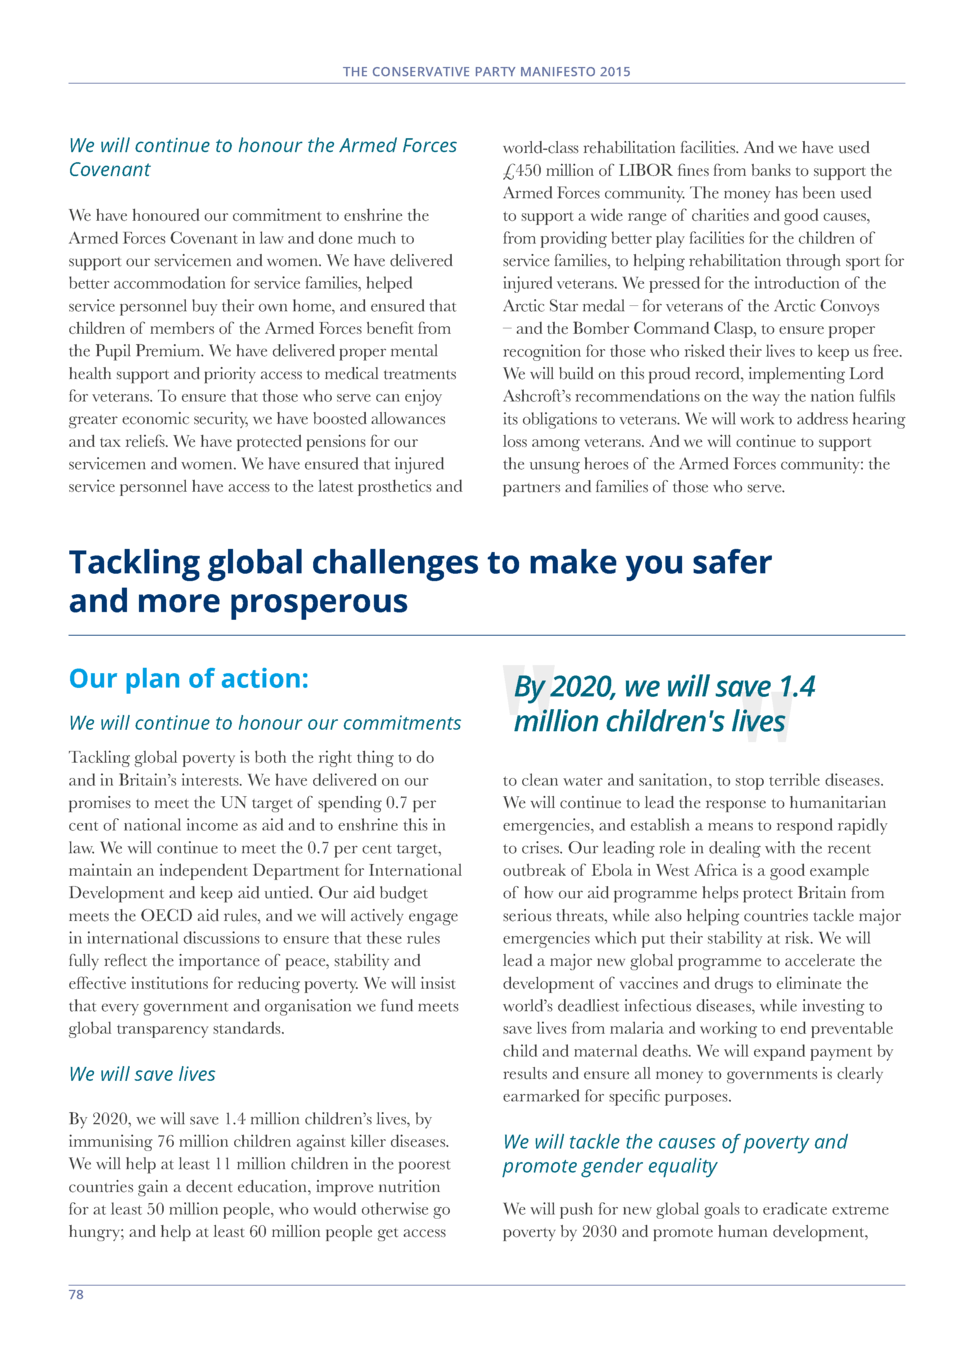 THE CONSERVATIVE PARTY MANIFESTO 2015
We will continue to honour the Armed Forces
Covenant
We have honoured our commitment to enshrine the
Armed Forces Covenant in law and done much to
support our servicemen and women. We have delivered
better accommodation for service families, helped
service personnel buy their own home, and ensured that
children of members of the Armed Forces benefit from
the Pupil Premium. We have delivered proper mental
health support and priority access to medical treatments
for veterans. To ensure that those who serve can enjoy
greater economic security, we have boosted allowances
and tax reliefs. We have protected pensions for our
servicemen and women. We have ensured that injured
service personnel have access to the latest prosthetics and
world-class rehabilitation facilities. And we have used
£450 million of LIBOR fines from banks to support the
Armed Forces community. The money has been used
to support a wide range of charities and good causes,
from providing better play facilities for the children of
service families, to helping rehabilitation through sport for
injured veterans. We pressed for the introduction of the
Arctic Star medal – for veterans of the Arctic Convoys
– and the Bomber Command Clasp, to ensure proper
recognition for those who risked their lives to keep us free.
We will build on this proud record, implementing Lord
Ashcroft's recommendations on the way the nation fulfils
its obligations to veterans. We will work to address hearing
loss among veterans. And we will continue to support
the unsung heroes of the Armed Forces community: the
partners and families of those who serve.
Tackling global challenges to make you safer
and more prosperous
Our plan of action:
We will continue to honour our commitments
Tackling global poverty is both the right thing to do
and in Britain's interests. We have delivered on our
promises to meet the UN target of spending 0.7 per
cent of national income as aid and to enshrine this in
law. We will continue to meet the 0.7 per cent target,
maintain an independent Department for International
Development and keep aid untied. Our aid budget
meets the OECD aid rules, and we will actively engage
in international discussions to ensure that these rules
fully reflect the importance of peace, stability and
effective institutions for reducing poverty. We will insist
that every government and organisation we fund meets
global transparency standards.
We will save lives
By 2020, we will save 1.4 million children's lives, by
immunising 76 million children against killer diseases.
We will help at least 11 million children in the poorest
countries gain a decent education, improve nutrition
for at least 50 million people, who would otherwise go
hungry; and help at least 60 million people get access
"By 2020, we will save 1.4
million children's lives"
to clean water and sanitation, to stop terrible diseases.
We will continue to lead the response to humanitarian
emergencies, and establish a means to respond rapidly
to crises. Our leading role in dealing with the recent
outbreak of Ebola in West Africa is a good example
of how our aid programme helps protect Britain from
serious threats, while also helping countries tackle major
emergencies which put their stability at risk. We will
lead a major new global programme to accelerate the
development of vaccines and drugs to eliminate the
world's deadliest infectious diseases, while investing to
save lives from malaria and working to end preventable
child and maternal deaths. We will expand payment by
results and ensure all money to governments is clearly
earmarked for specific purposes.
We will tackle the causes of poverty and
promote gender equality
We will push for new global goals to eradicate extreme
poverty by 2030 and promote human development,
78